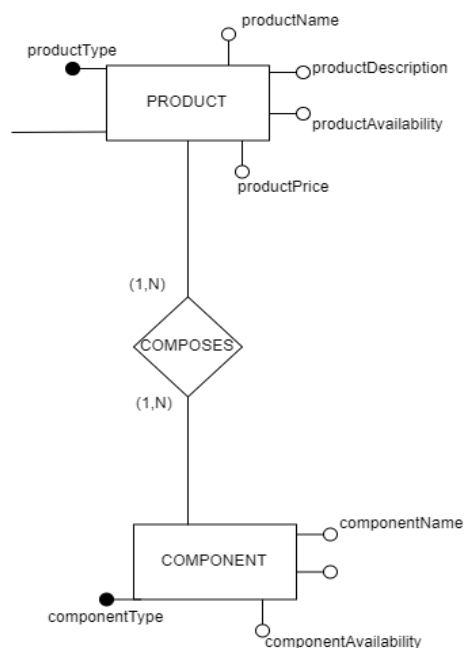 productName
productType
productDescription
PRODUCT
productAvailability
productPrice
(1,N)
COMPOSES
(1,N)
componentName
COMPONENT
componentType
componentAvailability